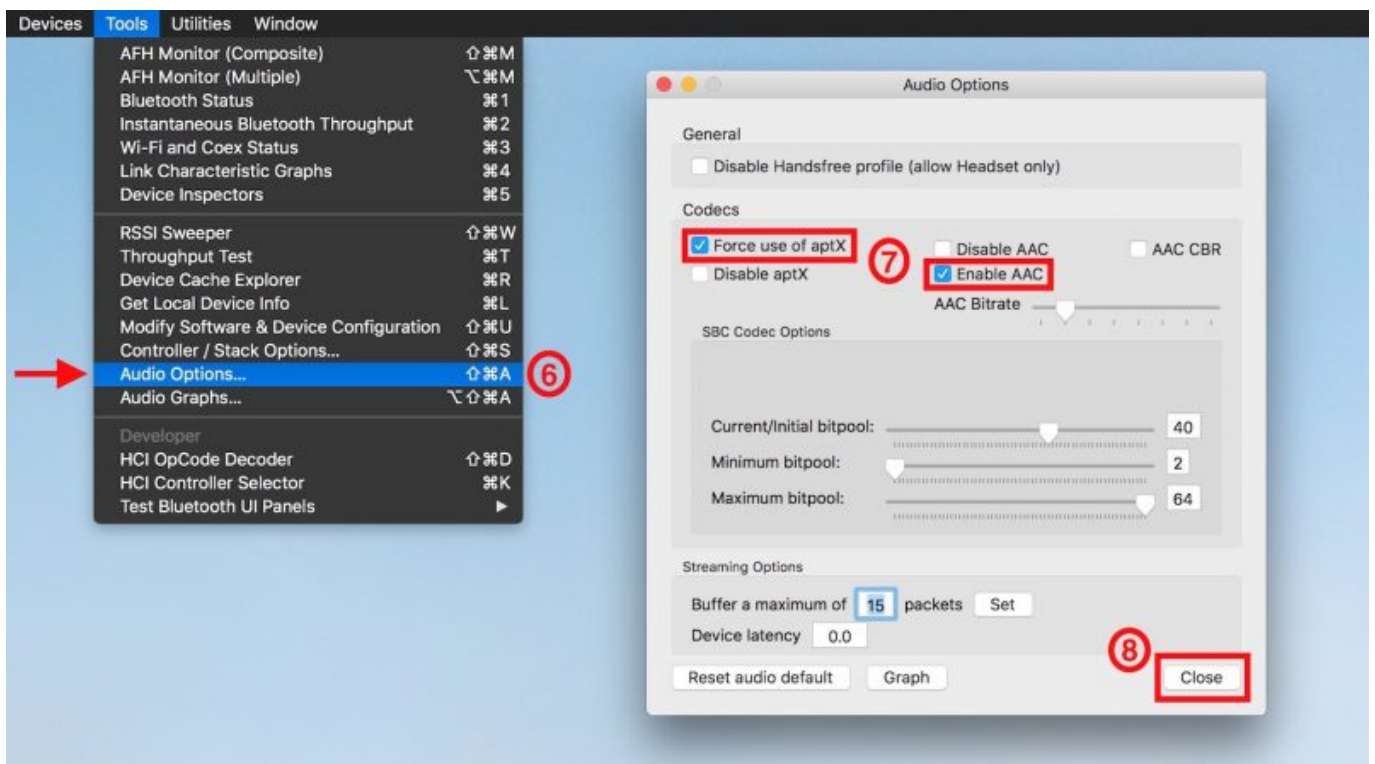 Devices Tools Utilities Window
AFH Monitor (Composite) ⇧⌘M
AFH Monitor (Multiple) ⌥⌘M
Bluetooth Status ⌘1
Instantaneous Bluetooth Throughput ⌘2
Wi-Fi and Coex Status ⌘3
Link Characteristic Graphs ⌘4
Device Inspectors ⌘5
RSSI Sweeper ⇧⌘W
Throughput Test ⌘T
Device Cache Explorer ⌘R
Get Local Device Info ⌘L
Modify Software & Device Configuration ⇧⌘U
Controller / Stack Options... ⇧⌘S
Audio Options... ⇧⌘A
6
Audio Graphs... ⌥⇧⌘A
Developer
HCI OpCode Decoder ⇧⌘D
HCI Controller Selector ⌘K
Test Bluetooth UI Panels ▶
Audio Options
General
Disable Handsfree profile (allow Headset only)
Codecs
Force use of aptX
7
Disable AAC AAC CBR
Disable aptX Enable AAC
AAC Bitrate
SBC Codec Options
Current/Initial bitpool: 40
Minimum bitpool: 2
Maximum bitpool: 64
Streaming Options
Buffer a maximum of 15 packets Set
Device latency 0.0
8
Reset audio default Graph Close